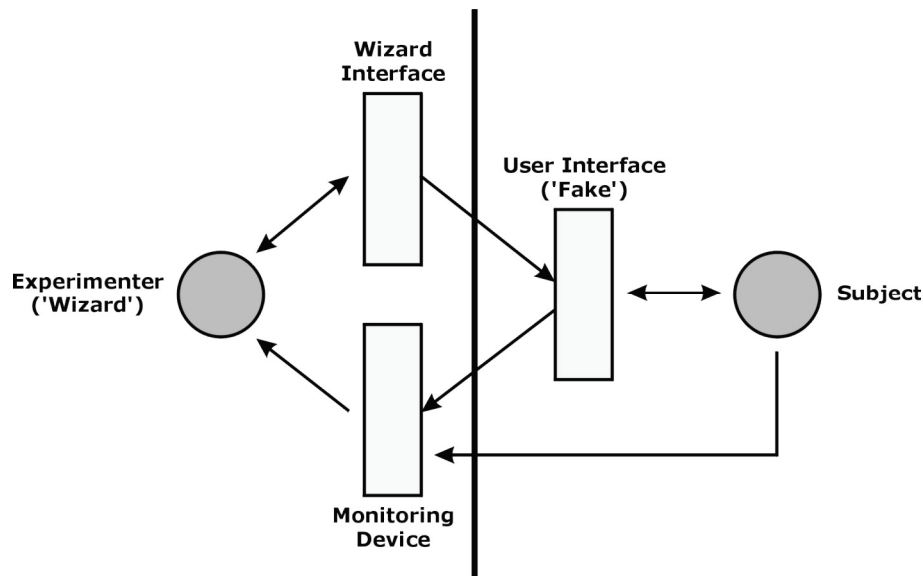 Wizard
Interface
User Interface
('Fake')
Experimenter
('Wizard')
Subject
Monitoring
Device